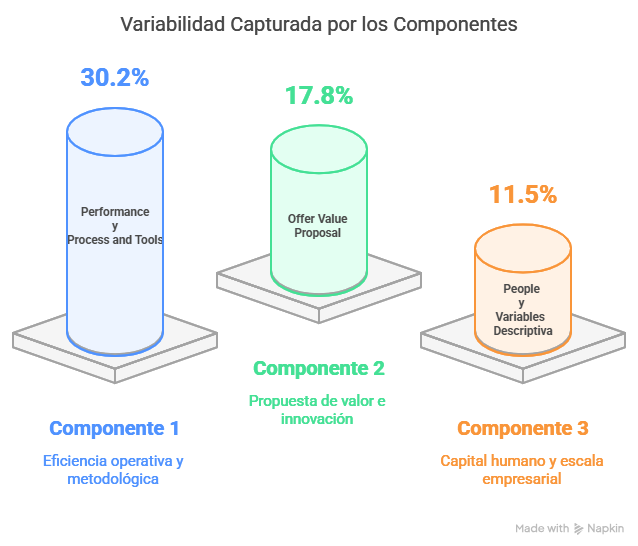 Variabilidad Capturada por los Componentes
30.2%
Performance
y
Process and Tools
Componente 1
Eficiencia operativa y
metodológica
17.8%
Offer Value
Proposal
Componente 2
Propuesta de valor e
innovación
11.5%
People
y
Variables
Descriptiva
Componente 3
Capital humano y escala
empresarial
Made with Napkin